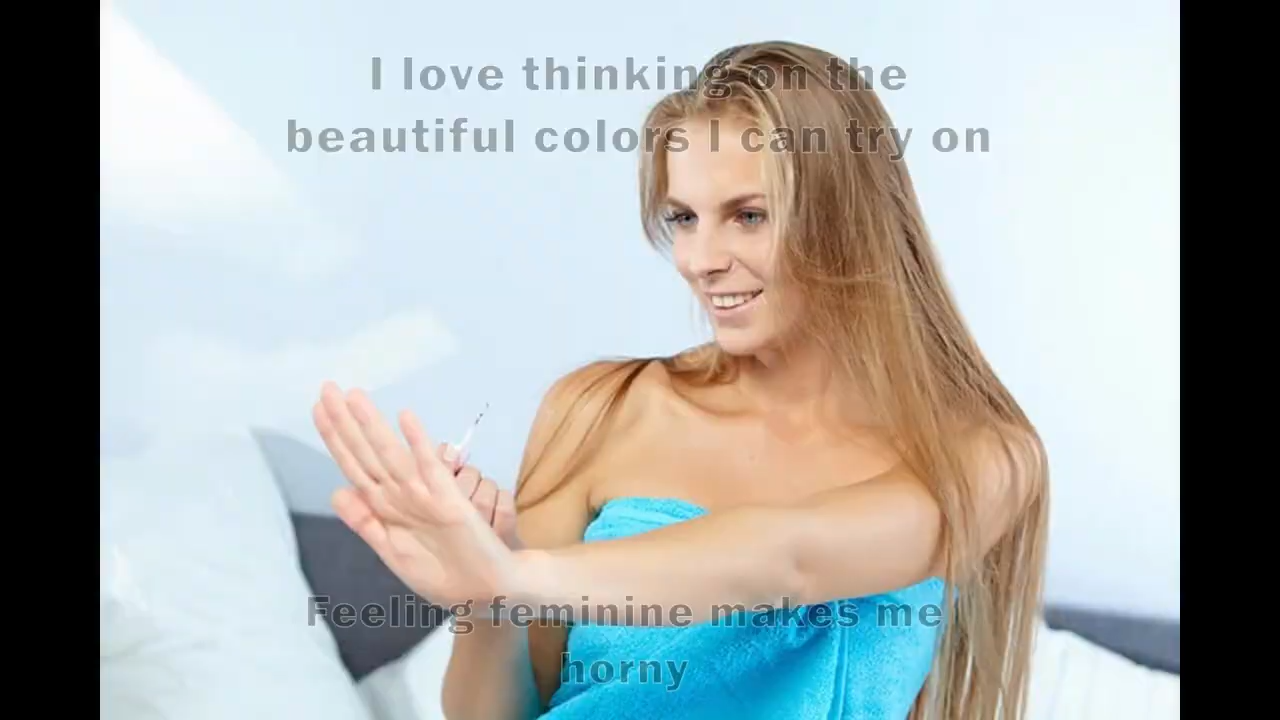 I love thinking on the
beautiful colors I can try on
Feeling feminine makes me
horny